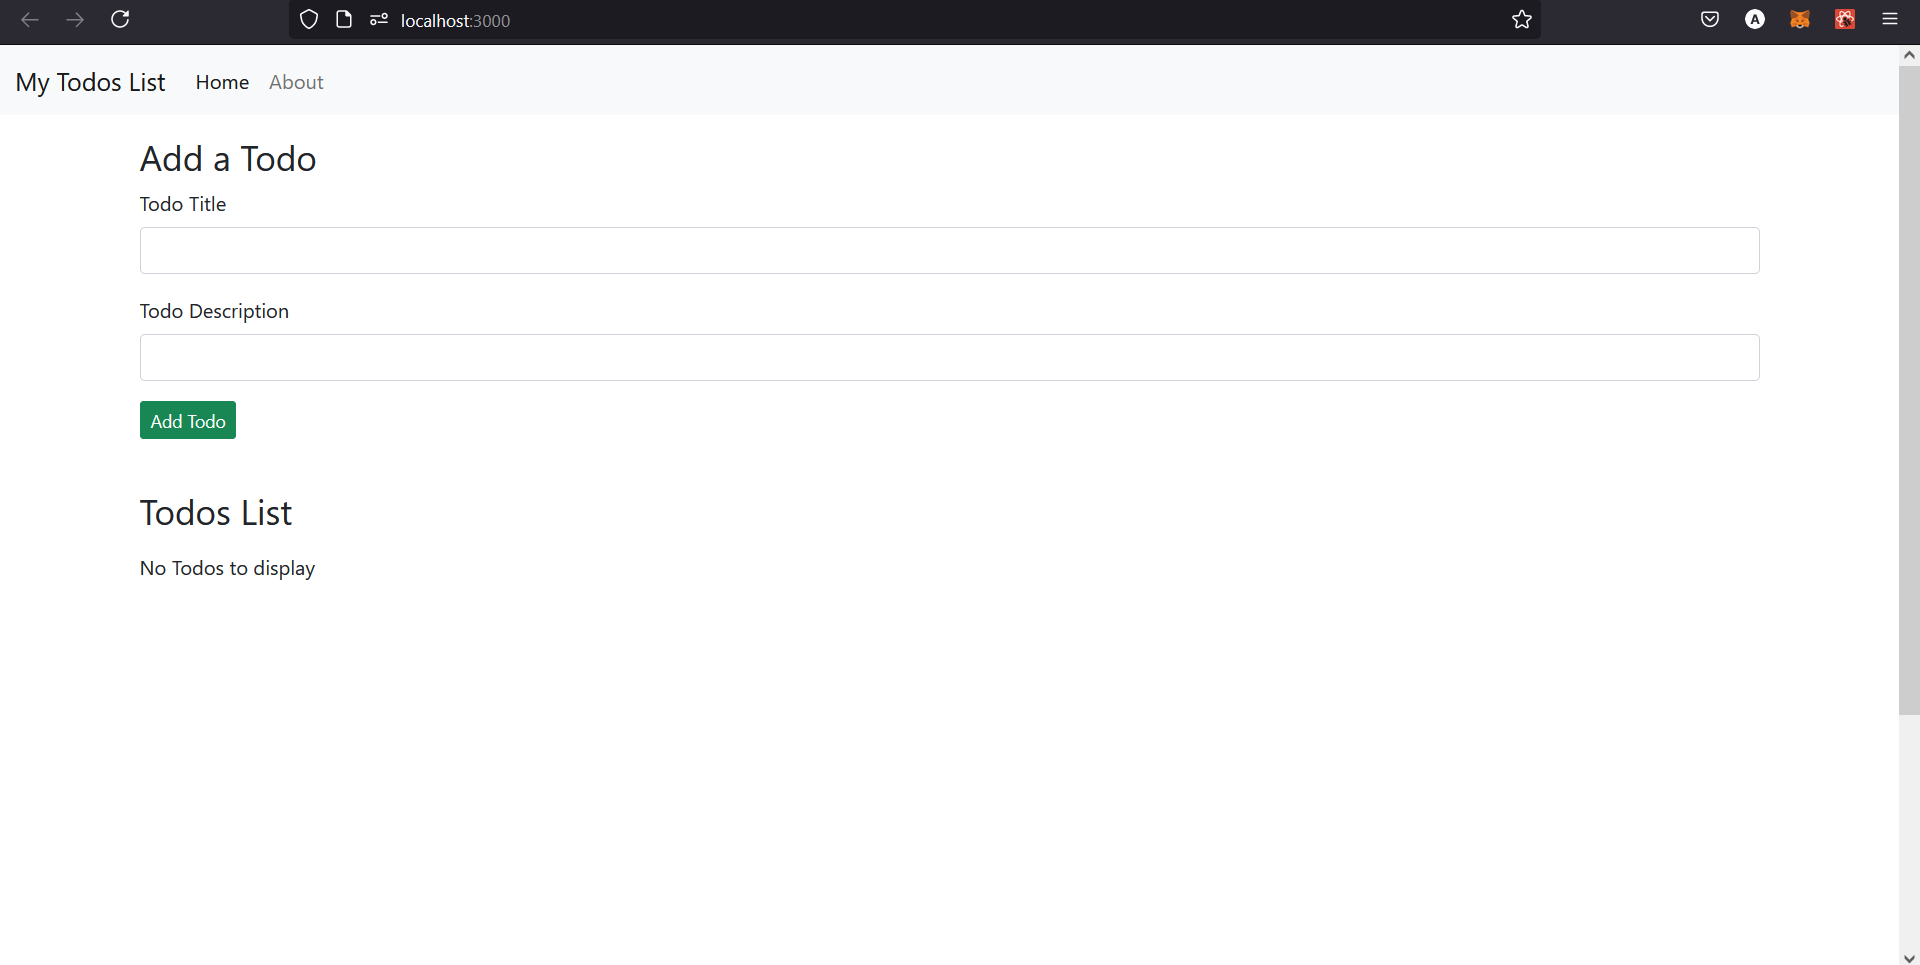 localhost:3000
A
My Todos List Home About
Add a Todo
Todo Title
Todo Description
Add Todo
Todos List
No Todos to display